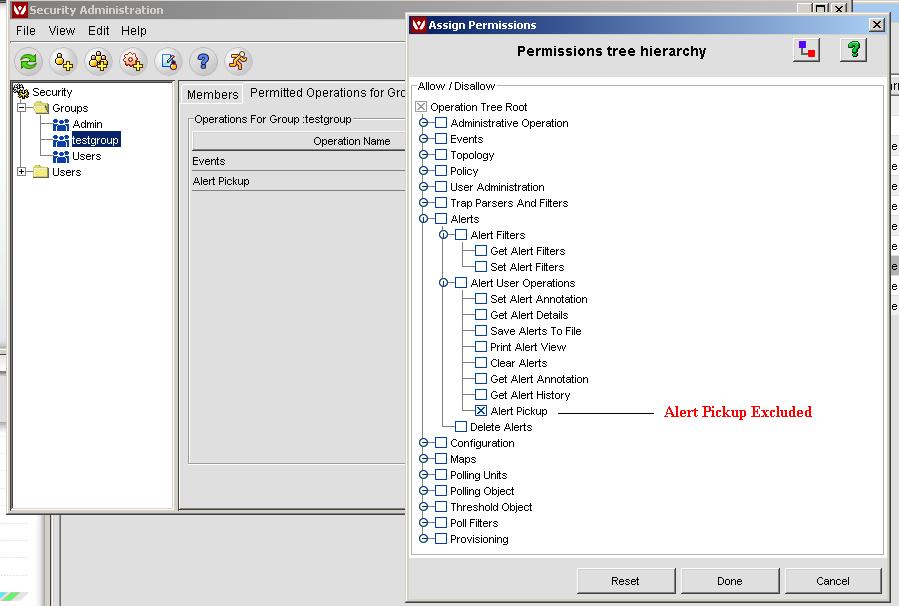 Security Administration
File View Edit Help
Security
Groups
Admin
testgroup
Users
Users
Members
Permitted Operations for Gro
Operations For Group :testgroup
Operation Name
Events
Alert Pickup
Assign Permissions
Permissions tree hierarchy
Allow / Disallow
Operation Tree Root
Administrative Operation
Events
Topology
Policy
User Administration
Trap Parsers And Filters
Alerts
Alert Filters
Get Alert Filters
Set Alert Filters
Alert User Operations
Set Alert Annotation
Get Alert Details
Save Alerts To File
Print Alert View
Clear Alerts
Get Alert Annotation
Get Alert History
Alert Pickup
Alert Pickup Excluded
Delete Alerts
Configuration
Maps
Polling Units
Polling Object
Threshold Object
Poll Filters
Provisioning
Reset Done Cancel